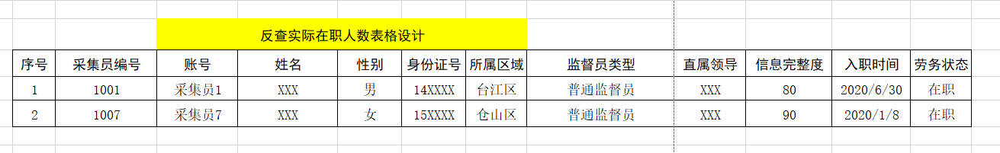 反查实际在职人数表格设计
序号 采集员编号 账号 姓名 性别 身份证号 所属区域 监督员类型 直属领导 信息完整度 入职时间 劳务状态
1 1001 采集员1 XXX 男 14XXXX 台江区 普通监督员 XXX 80 2020/6/30 在职
2 1007 采集员7 XXX 女 15XXXX 仓山区 普通监督员 XXX 90 2020/1/8 在职